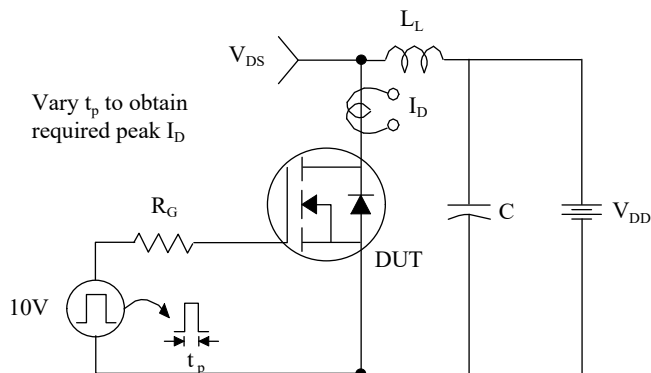 L_L
V_DS
I_D
Vary t_p to obtain
required peak I_D
R_G
C
V_DD
DUT
10V
t_p